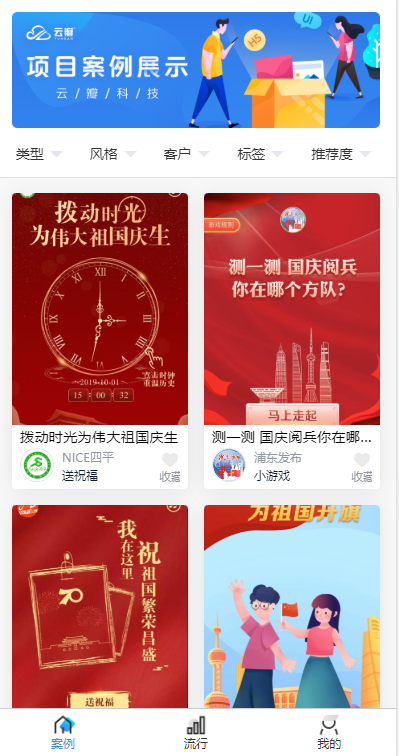 云瓣
YUNBAN
项目案例展示
云 / 瓣 / 科 / 技
H5
类型
风格
客户
标签
推荐度
拨动时光
为伟大祖国庆生
XII
~2019-10-01~
15 : 00 : 32
点击时钟
重温历史
游戏规则
测一测 国庆阅兵
你在哪个方队?
马上走起
拨动时光为伟大祖国庆生
NICE四平
送祝福
收藏
测一测 国庆阅兵你在哪...
浦东发布
小游戏
收藏
我在这里
祝祖国繁荣昌盛
70
送祝福
为祖国升旗
案例
流行
我的